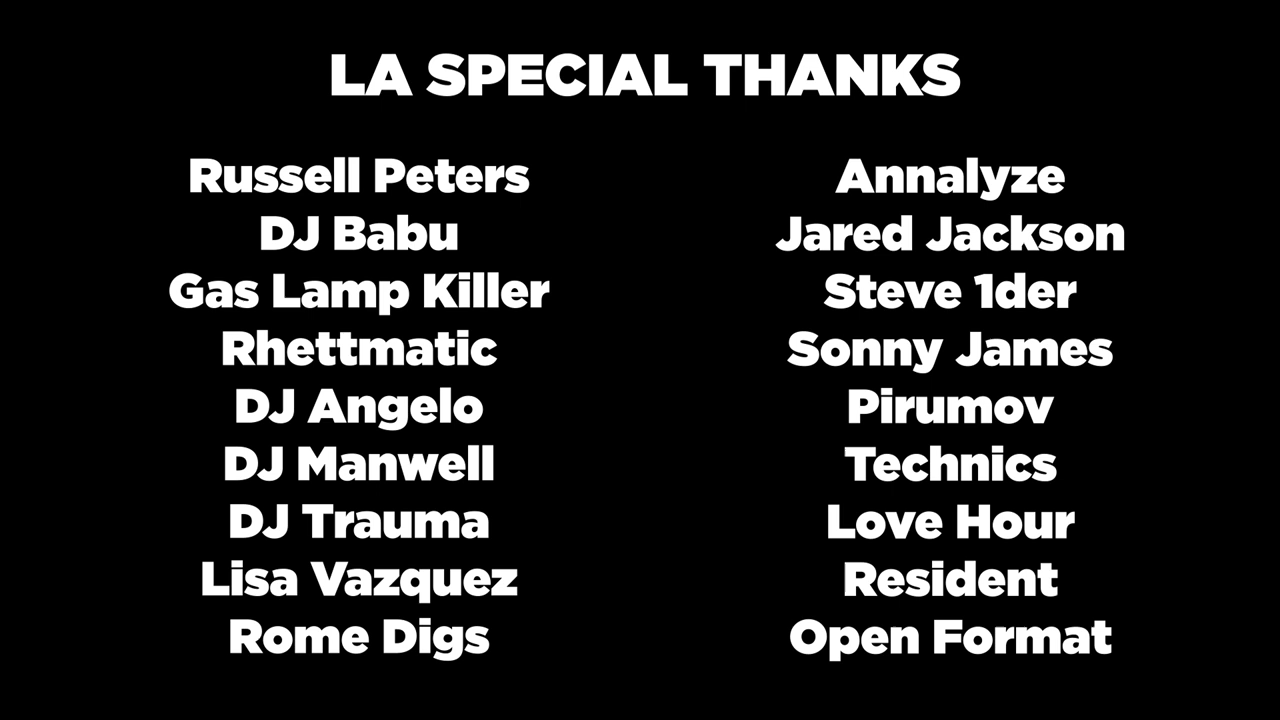 LA SPECIAL THANKS
Russell Peters
DJ Babu
Gas Lamp Killer
Rhettmatic
DJ Angelo
DJ Manwell
DJ Trauma
Lisa Vazquez
Rome Digs
Annalyze
Jared Jackson
Steve 1der
Sonny James
Pirumov
Technics
Love Hour
Resident
Open Format